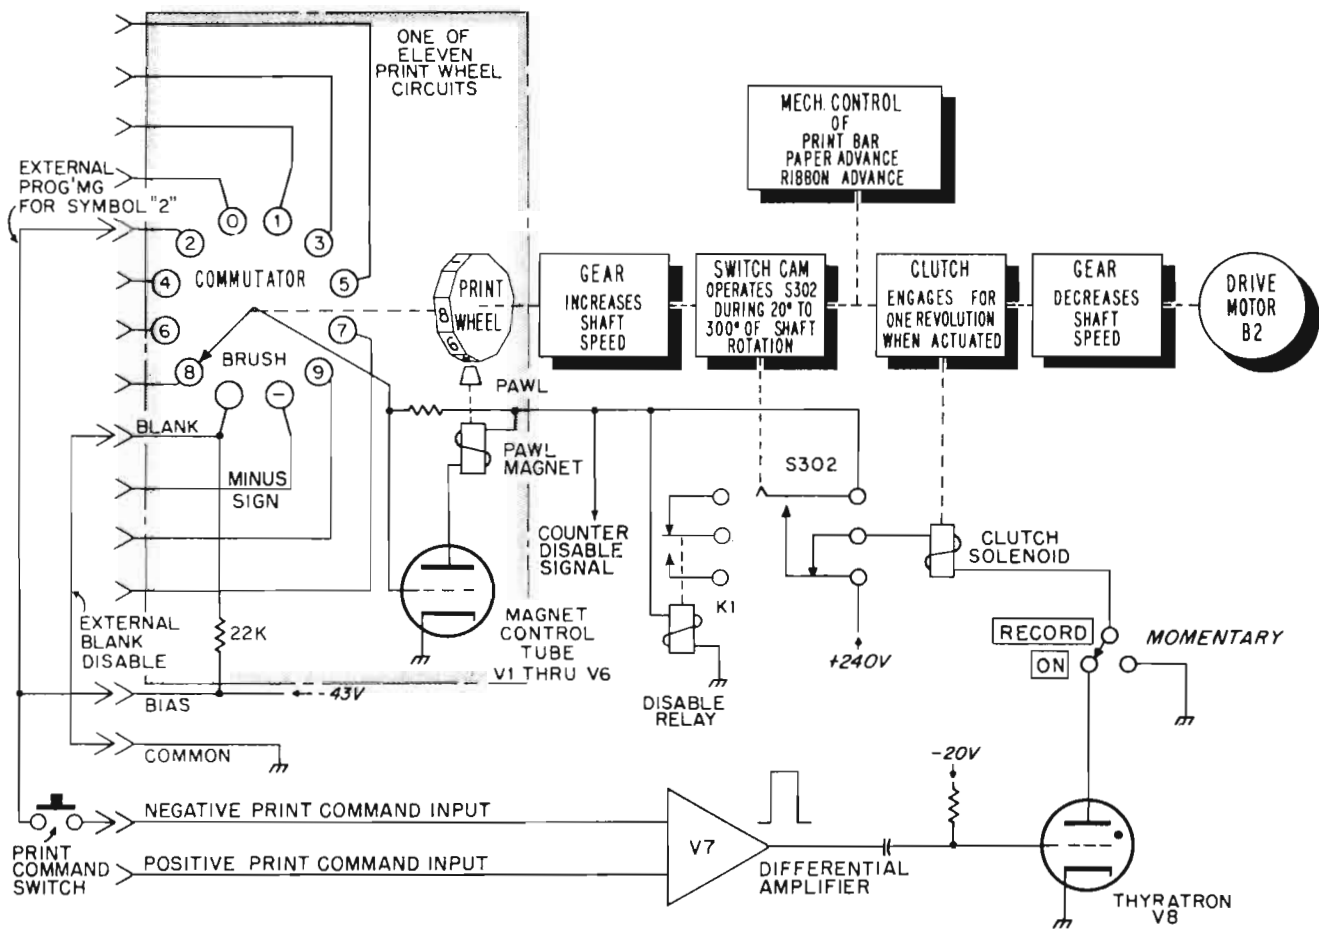 ONE OF
ELEVEN
PRINT WHEEL
CIRCUITS
MECH. CONTROL
OF
PRINT BAR
PAPER ADVANCE
RIBBON ADVANCE
EXTERNAL
PROG'MG
FOR SYMBOL "2"
0
1
2
3
4
COMMUTATOR
5
6
7
8
BRUSH
9
−
PRINT
WHEEL
8
6
GEAR
INCREASES
SHAFT
SPEED
SWITCH CAM
OPERATES S302
DURING 20° TO
300° OF SHAFT
ROTATION
CLUTCH
ENGAGES FOR
ONE REVOLUTION
WHEN ACTUATED
GEAR
DECREASES
SHAFT
SPEED
DRIVE
MOTOR
B2
PAWL
BLANK
PAWL
MAGNET
MINUS
SIGN
S302
COUNTER
DISABLE
SIGNAL
CLUTCH
SOLENOID
K1
EXTERNAL
BLANK
DISABLE
22K
MAGNET
CONTROL
TUBE
V1 THRU V6
+240V
RECORD
MOMENTARY
ON
BIAS
-43V
DISABLE
RELAY
COMMON
-20V
NEGATIVE PRINT COMMAND INPUT
PRINT
COMMAND
SWITCH
POSITIVE PRINT COMMAND INPUT
V7
DIFFERENTIAL
AMPLIFIER
THYRATRON
V8